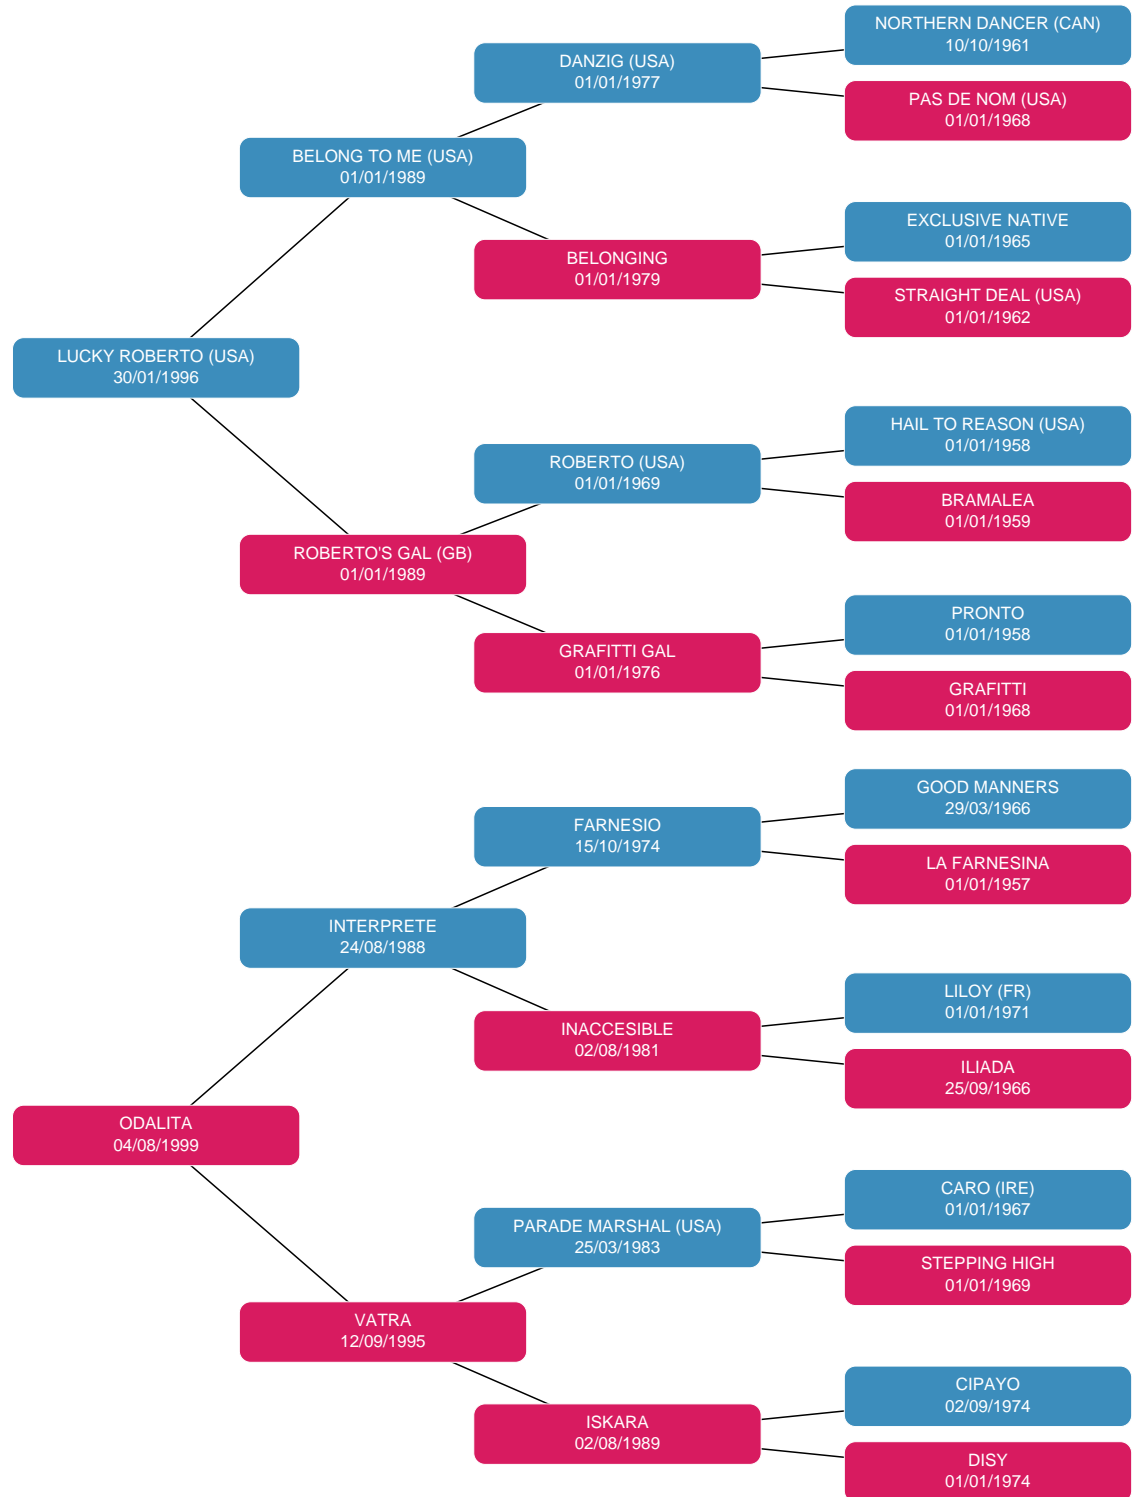 NORTHERN DANCER (CAN)
10/10/1961
DANZIG (USA)
01/01/1977
PAS DE NOM (USA)
01/01/1968
BELONG TO ME (USA)
01/01/1989
EXCLUSIVE NATIVE
01/01/1965
BELONGING
01/01/1979
STRAIGHT DEAL (USA)
01/01/1962
LUCKY ROBERTO (USA)
30/01/1996
HAIL TO REASON (USA)
01/01/1958
ROBERTO (USA)
01/01/1969
BRAMALEA
01/01/1959
ROBERTO'S GAL (GB)
01/01/1989
PRONTO
01/01/1958
GRAFITTI GAL
01/01/1976
GRAFITTI
01/01/1968
GOOD MANNERS
29/03/1966
FARNESIO
15/10/1974
LA FARNESINA
01/01/1957
INTERPRETE
24/08/1988
LILOY (FR)
01/01/1971
INACCESIBLE
02/08/1981
ILIADA
25/09/1966
ODALITA
04/08/1999
CARO (IRE)
01/01/1967
PARADE MARSHAL (USA)
25/03/1983
STEPPING HIGH
01/01/1969
VATRA
12/09/1995
CIPAYO
02/09/1974
ISKARA
02/08/1989
DISY
01/01/1974